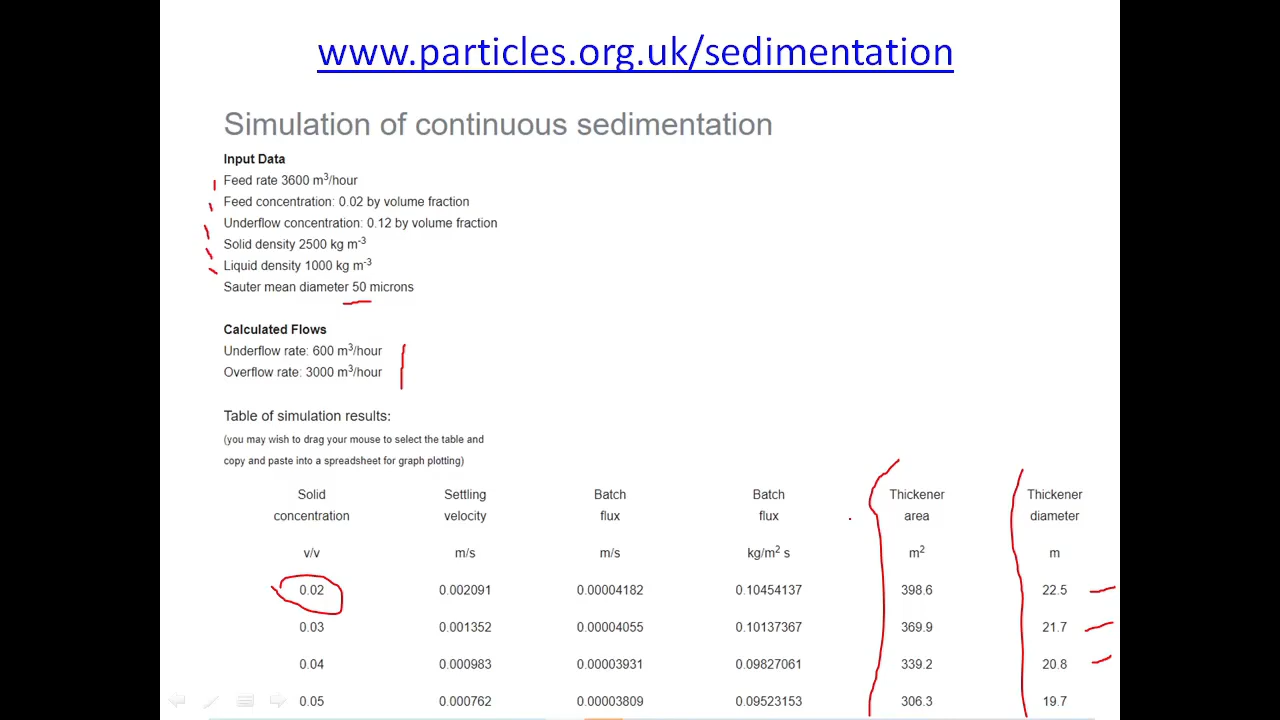 www.particles.org.uk/sedimentation
Simulation of continuous sedimentation
Input Data
Feed rate 3600 m³/hour
Feed concentration: 0.02 by volume fraction
Underflow concentration: 0.12 by volume fraction
Solid density 2500 kg m⁻³
Liquid density 1000 kg m⁻³
Sauter mean diameter 50 microns
Calculated Flows
Underflow rate: 600 m³/hour
Overflow rate: 3000 m³/hour
Table of simulation results:
(you may wish to drag your mouse to select the table and
copy and paste into a spreadsheet for graph plotting)
Solid Settling Batch Batch Thickener Thickener
concentration velocity flux flux area diameter
v/v m/s m/s kg/m² s m² m
0.02 0.002091 0.00004182 0.10454137 398.6 22.5
0.03 0.001352 0.00004055 0.10137367 369.9 21.7
0.04 0.000983 0.00003931 0.09827061 339.2 20.8
0.05 0.000762 0.00003809 0.09523153 306.3 19.7